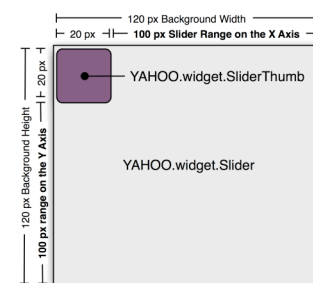 120 px Background Width
20 px
100 px Slider Range on the X Axis
20 px
YAHOO.widget.SliderThumb
YAHOO.widget.Slider
120 px Background Height
100 px range on the Y Axis